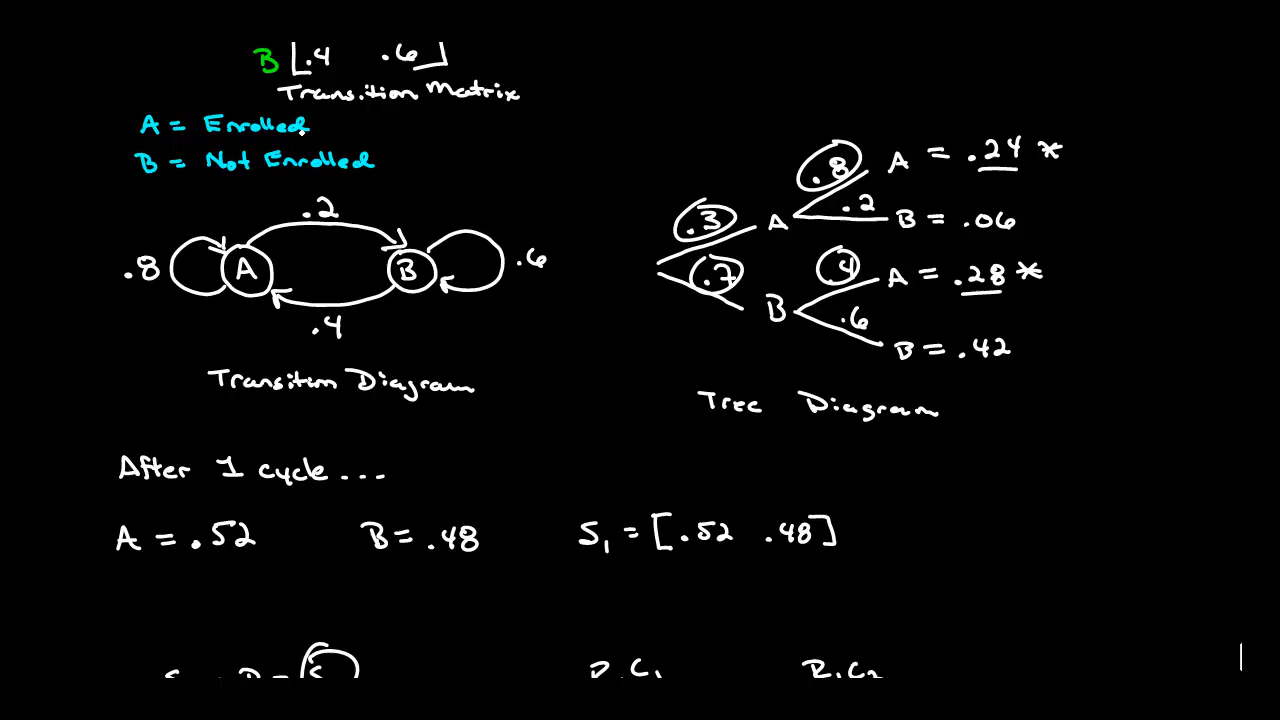 B [.4 .6]
Transition Matrix
A = Enrolled
B = Not Enrolled
.2
.8 A B .6
.4
Transition Diagram
.8 A = .24 *
.3 A .2 B = .06
.7 B .4 A = .28 *
.6 B = .42
Tree Diagram
After 1 cycle...
A = .52 B = .48 S₁ = [.52 .48]